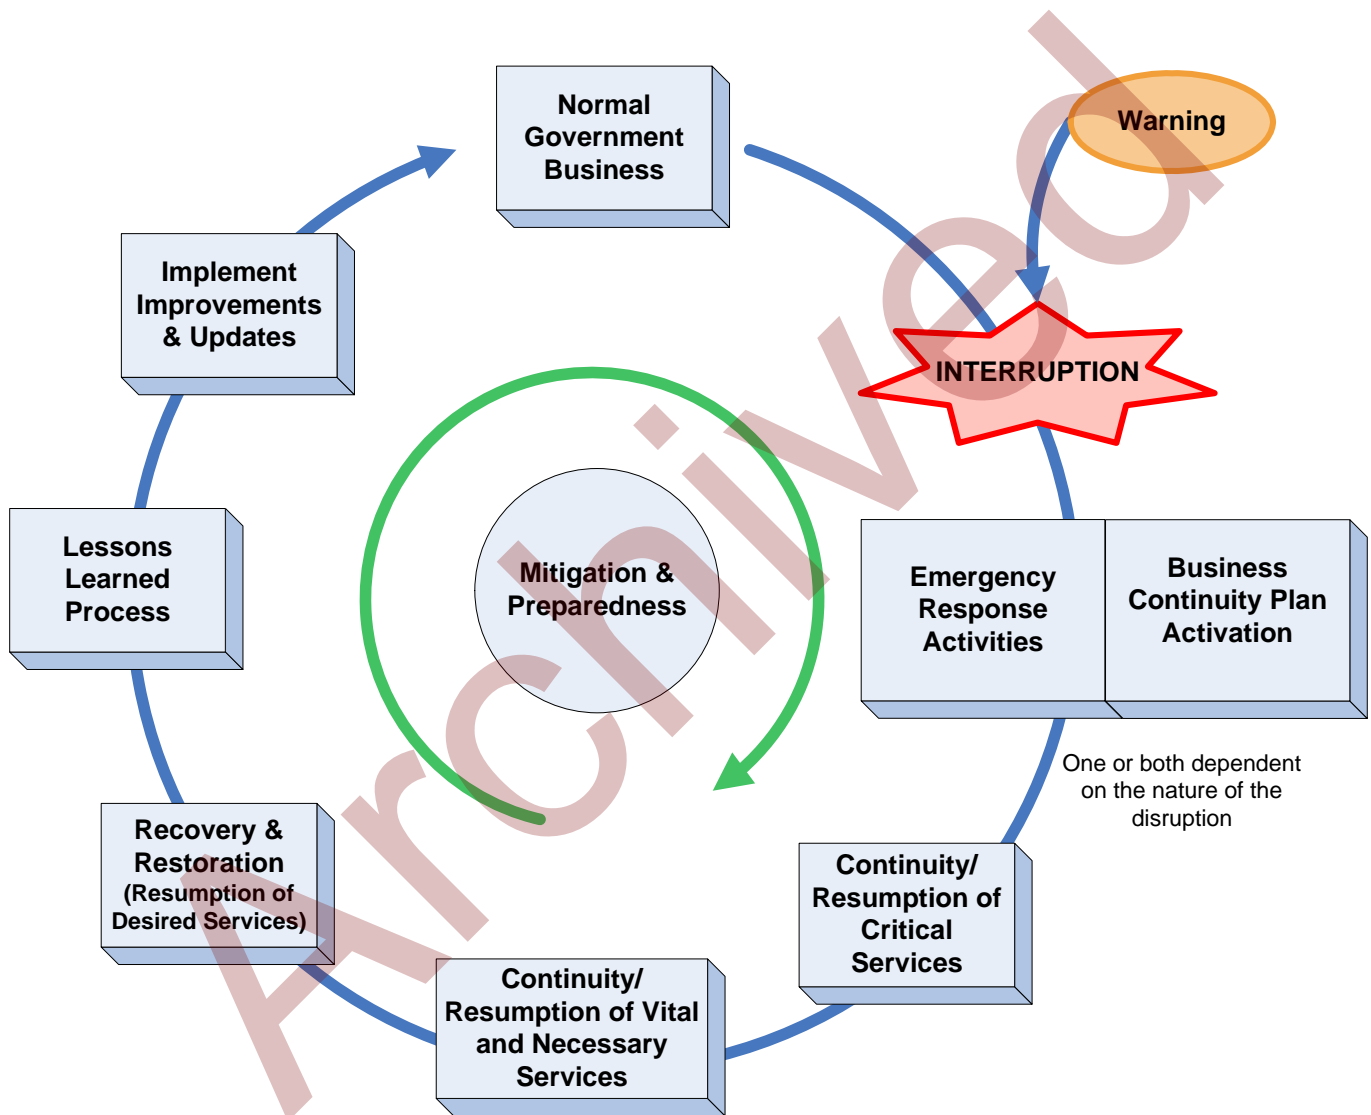 Normal
Government
Business
Warning
INTERRUPTION
Emergency
Response
Activities
Business
Continuity Plan
Activation
One or both dependent
on the nature of the
disruption
Continuity/
Resumption of
Critical
Services
Continuity/
Resumption of Vital
and Necessary
Services
Recovery &
Restoration
(Resumption of
Desired Services)
Lessons
Learned
Process
Implement
Improvements
& Updates
Mitigation &
Preparedness
Archived